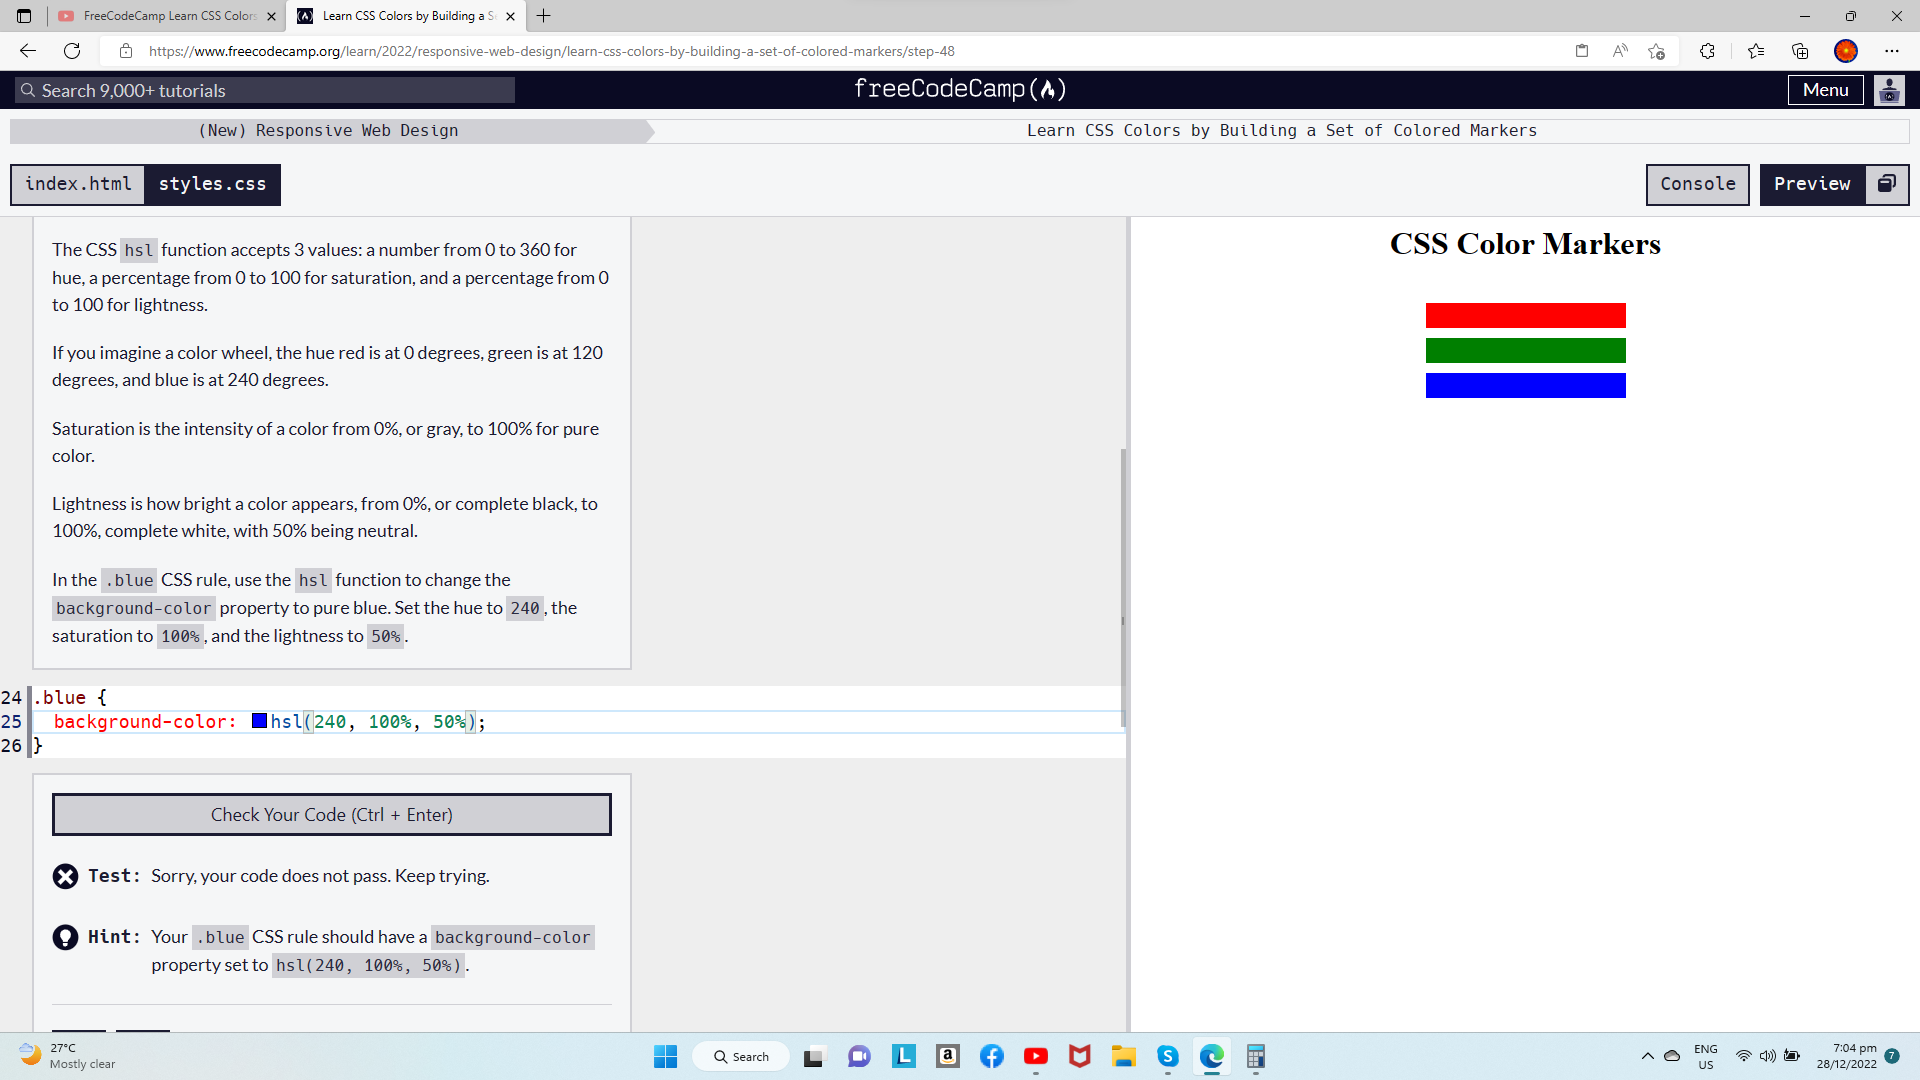 FreeCodeCamp Learn CSS Colors
Learn CSS Colors by Building a S
https://www.freecodecamp.org/learn/2022/responsive-web-design/learn-css-colors-by-building-a-set-of-colored-markers/step-48
Search 9,000+ tutorials
freeCodeCamp
Menu
(New) Responsive Web Design
Learn CSS Colors by Building a Set of Colored Markers
index.html
styles.css
Console
Preview
The CSS hsl function accepts 3 values: a number from 0 to 360 for
hue, a percentage from 0 to 100 for saturation, and a percentage from 0
to 100 for lightness.
If you imagine a color wheel, the hue red is at 0 degrees, green is at 120
degrees, and blue is at 240 degrees.
Saturation is the intensity of a color from 0%, or gray, to 100% for pure
color.
Lightness is how bright a color appears, from 0%, or complete black, to
100%, complete white, with 50% being neutral.
In the .blue CSS rule, use the hsl function to change the
background-color property to pure blue. Set the hue to 240, the
saturation to 100%, and the lightness to 50%.
24 .blue {
25 background-color: hsl(240, 100%, 50%);
26 }
Check Your Code (Ctrl + Enter)
Test: Sorry, your code does not pass. Keep trying.
Hint: Your .blue CSS rule should have a background-color
property set to hsl(240, 100%, 50%).
CSS Color Markers
27°C
Mostly clear
Search
ENG
US
7:04 pm
28/12/2022
7